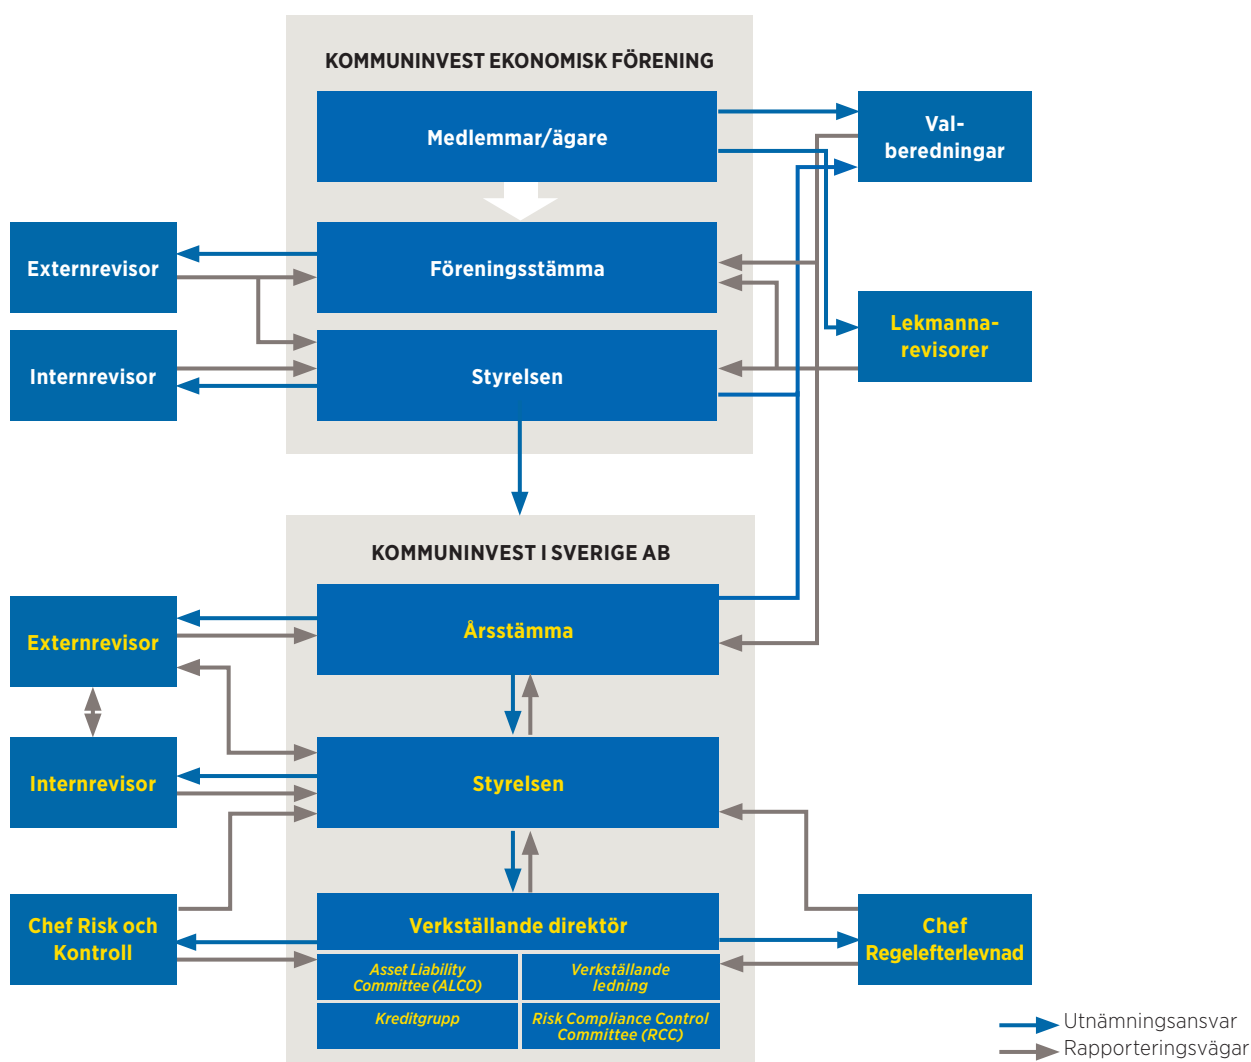 KOMMUNINVEST EKONOMISK FÖRENING
Medlemmar/ägare
Val-
beredningar
Externrevisor
Föreningsstämma
Lekmanna-
revisorer
Internrevisor
Styrelsen
KOMMUNINVEST I SVERIGE AB
Externrevisor
Årsstämma
Internrevisor
Styrelsen
Chef Risk och
Kontroll
Verkställande direktör
Chef
Regelefterlevnad
Asset Liability
Committee (ALCO)
Verkställande
ledning
Kreditgrupp
Risk Compliance Control
Committee (RCC)
Utnämningsansvar
Rapporteringsvägar